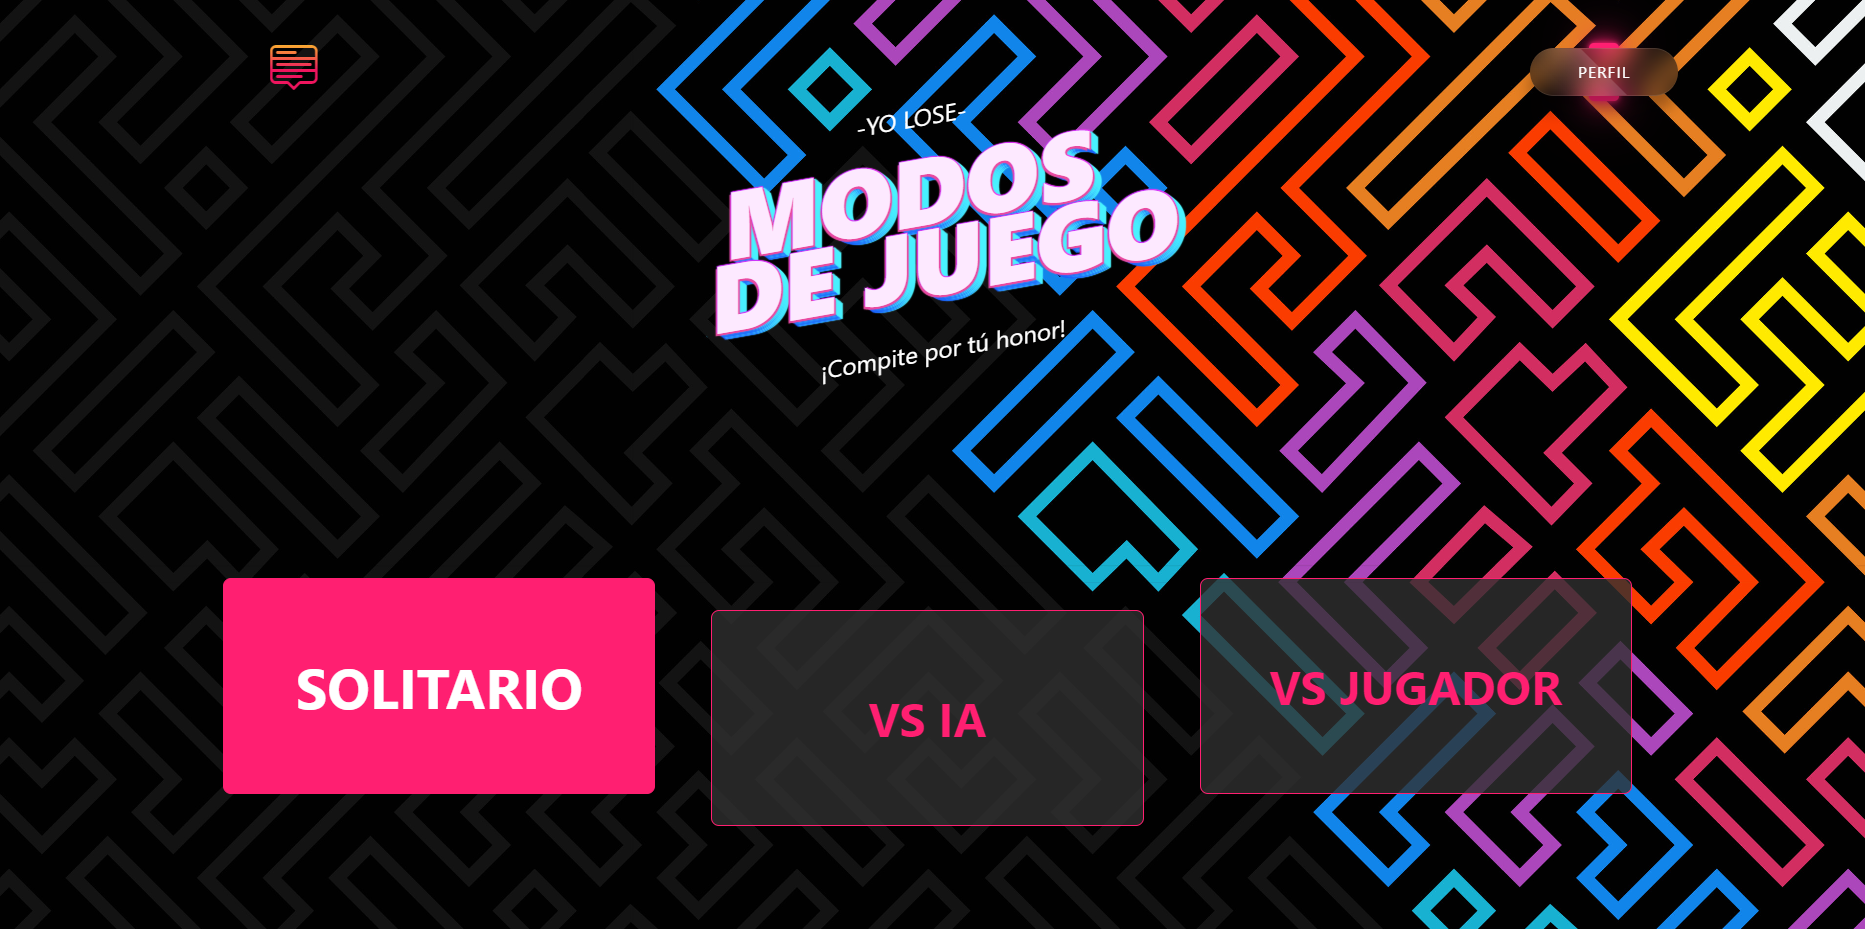 PERFIL
-YO LOSE-
MODOS
DE JUEGO
¡Compite por tú honor!
SOLITARIO
VS IA
VS JUGADOR